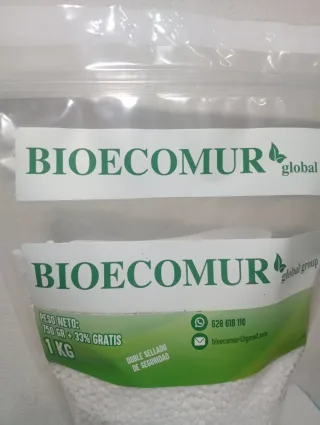 BIOECOMUR
global
BIOECOMUR
global group
PESO NETO:
750 GR + 33% GRATIS
1 KG
DOBLE SELLADO
DE SEGURIDAD
628 618 110
bioecomur@gmail.com